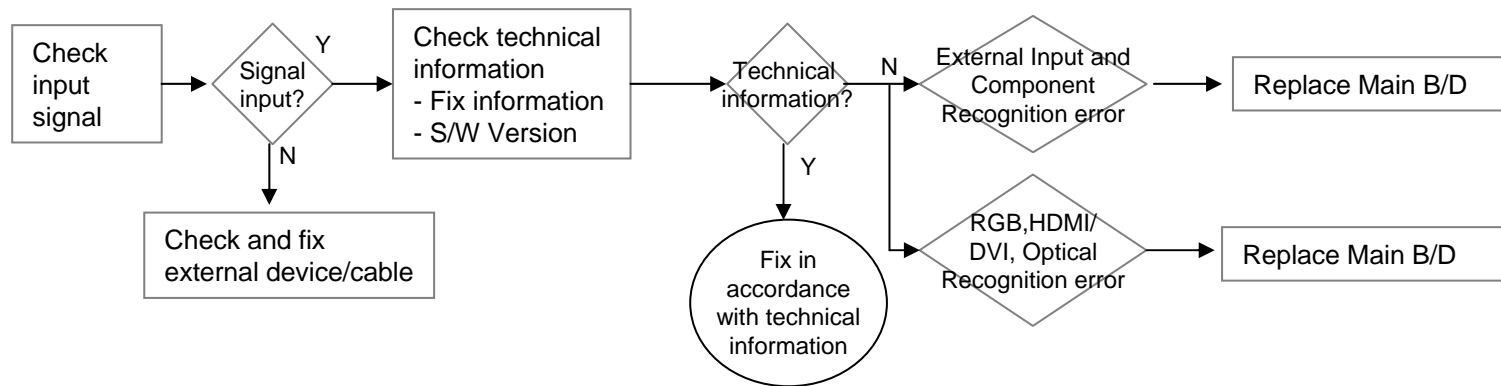 Check
input
signal
Signal
input?
Y
N
Check and fix
external device/cable
Check technical
information
- Fix information
- S/W Version
Technical
information?
N
Y
Fix in
accordance
with technical
information
External Input and
Component
Recognition error
Replace Main B/D
RGB,HDMI/
DVI, Optical
Recognition error
Replace Main B/D